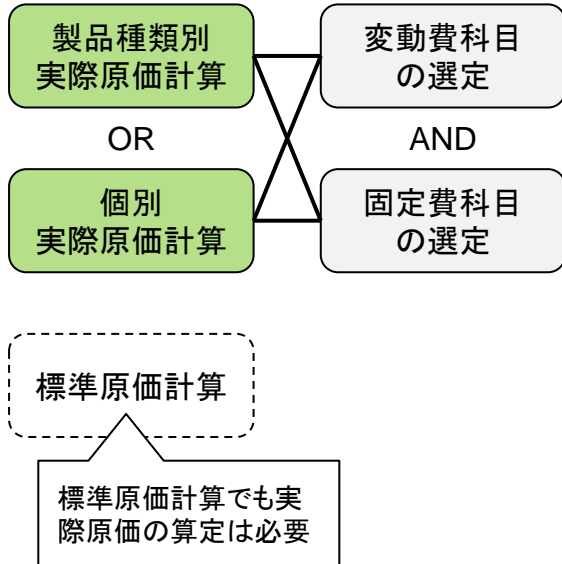 製品種類別
実際原価計算
変動費科目
の選定
OR
AND
個別
実際原価計算
固定費科目
の選定
標準原価計算
標準原価計算でも実
際原価の算定は必要